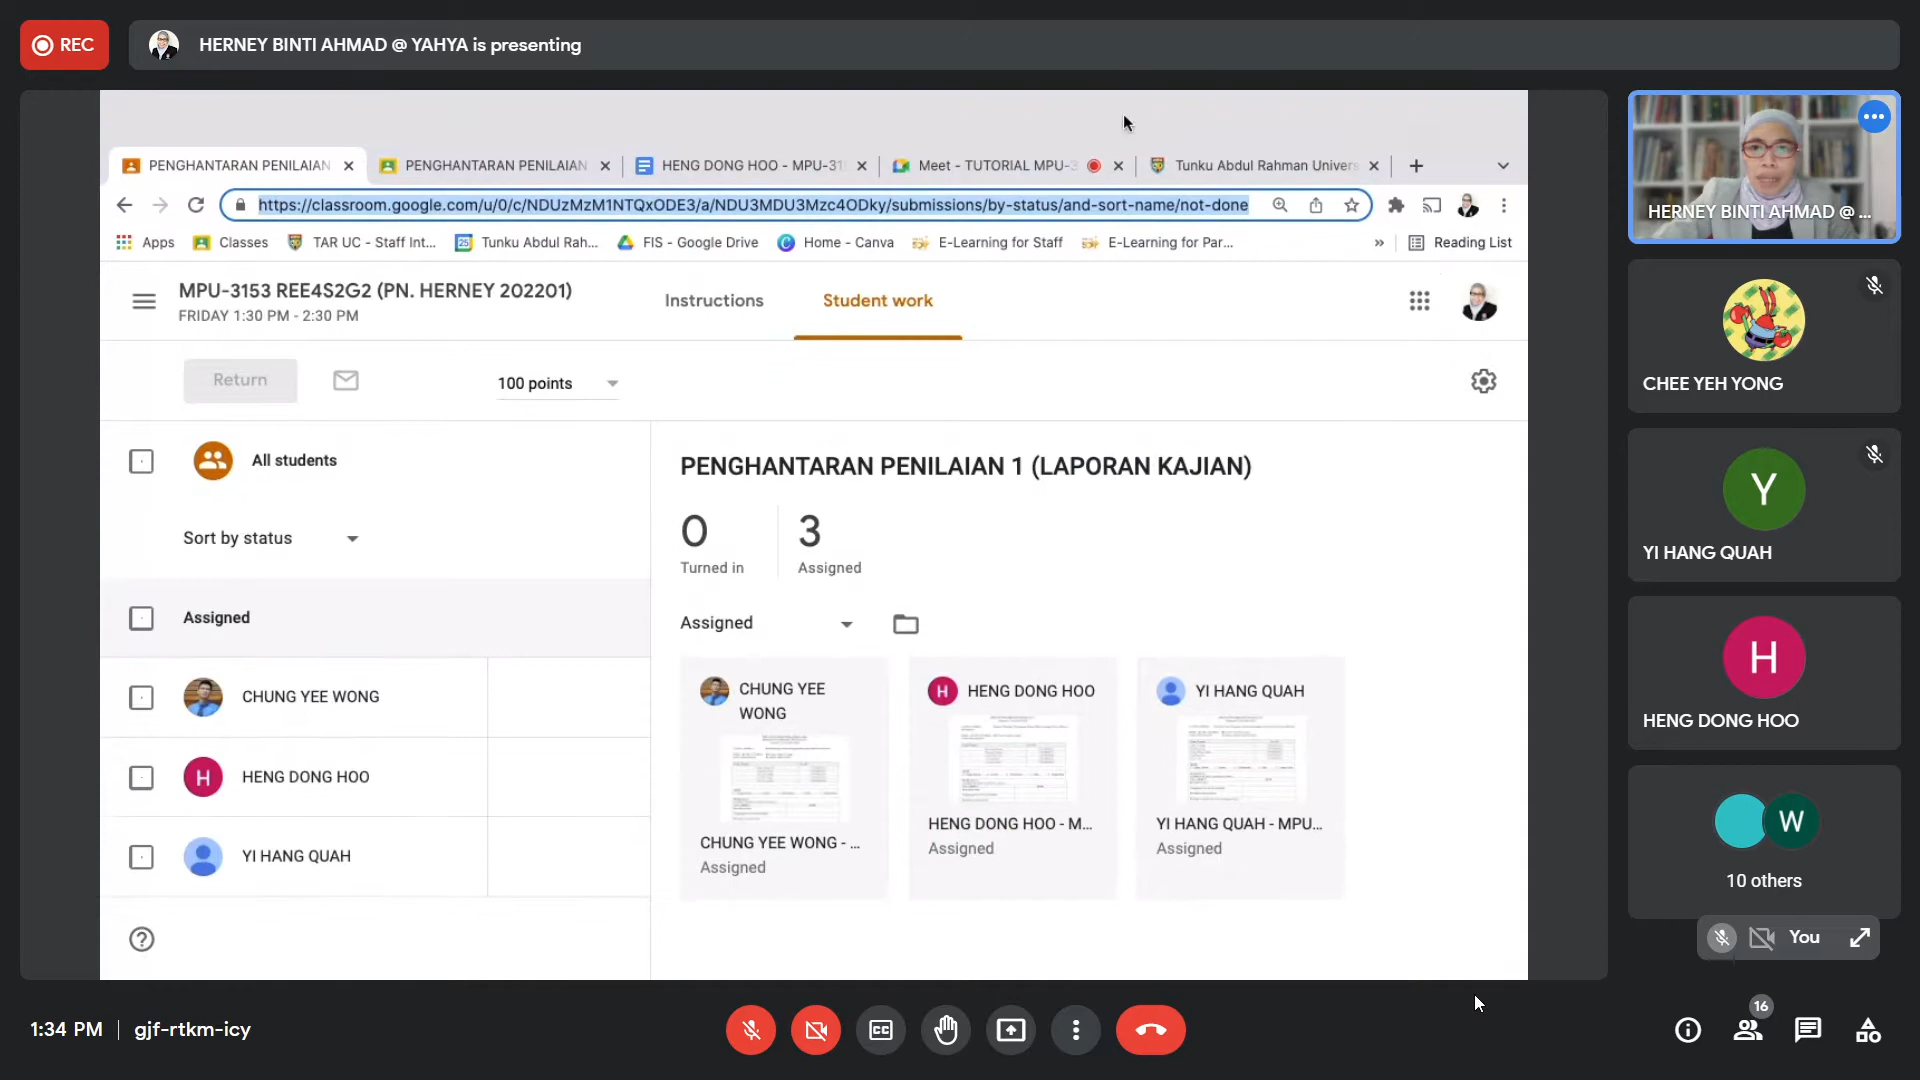 REC
HERNEY BINTI AHMAD @ YAHYA is presenting
PENGHANTARAN PENILAIAN
PENGHANTARAN PENILAIAN
HENG DONG HOO - MPU-31
Meet - TUTORIAL MPU-3
Tunku Abdul Rahman Univers
https://classroom.google.com/u/0/c/NDUzMzM1NTQxODE3/a/NDU3MDU3Mzc4ODky/submissions/by-status/and-sort-name/not-done
Apps
Classes
TAR UC - Staff Int...
Tunku Abdul Rah...
FIS - Google Drive
Home - Canva
E-Learning for Staff
E-Learning for Par...
»
Reading List
MPU-3153 REE4S2G2 (PN. HERNEY 202201)
FRIDAY 1:30 PM - 2:30 PM
Instructions
Student work
Return
100 points
All students
Sort by status
Assigned
CHUNG YEE WONG
H
HENG DONG HOO
YI HANG QUAH
PENGHANTARAN PENILAIAN 1 (LAPORAN KAJIAN)
0
Turned in
3
Assigned
Assigned
CHUNG YEE
WONG
CHUNG YEE WONG - ...
Assigned
H
HENG DONG HOO
HENG DONG HOO - M...
Assigned
YI HANG QUAH
YI HANG QUAH - MPU...
Assigned
HERNEY BINTI AHMAD @ ...
CHEE YEH YONG
Y
YI HANG QUAH
H
HENG DONG HOO
W
10 others
You
1:34 PM
gjf-rtkm-icy
CC
16